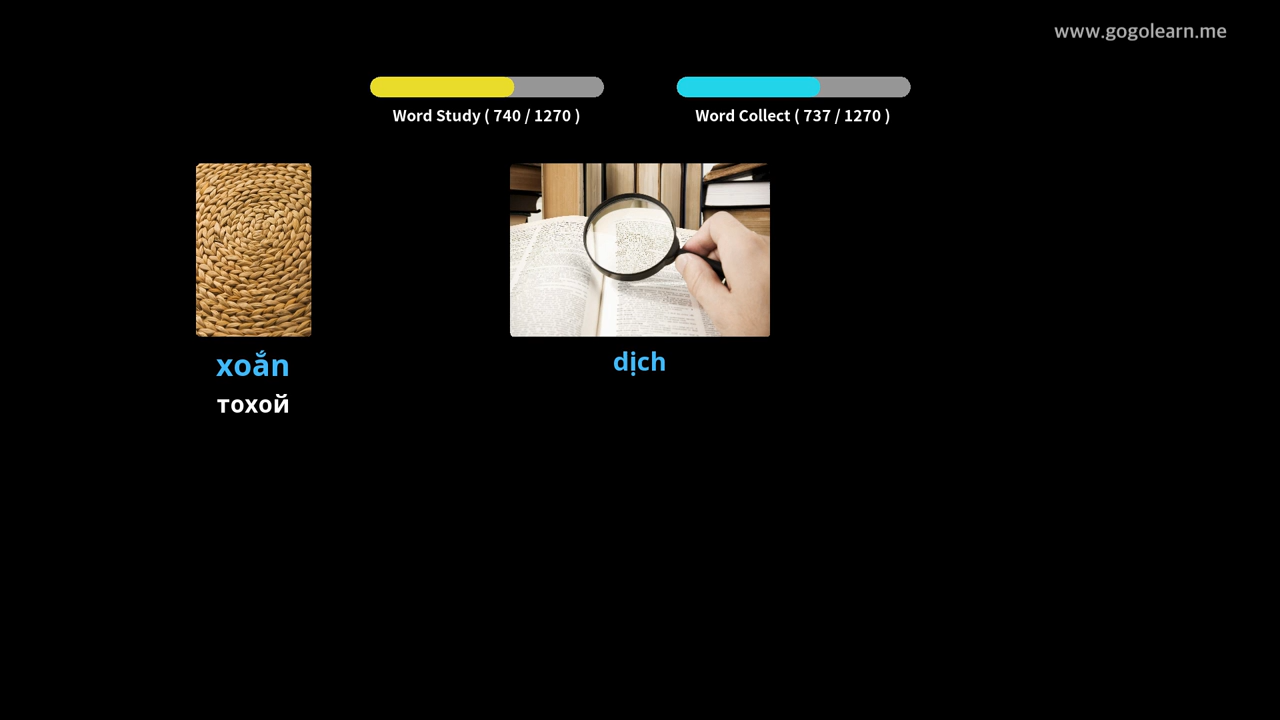 www.gogolearn.me
Word Study ( 740 / 1270 )
Word Collect ( 737 / 1270 )
xoắn
тохой
dịch